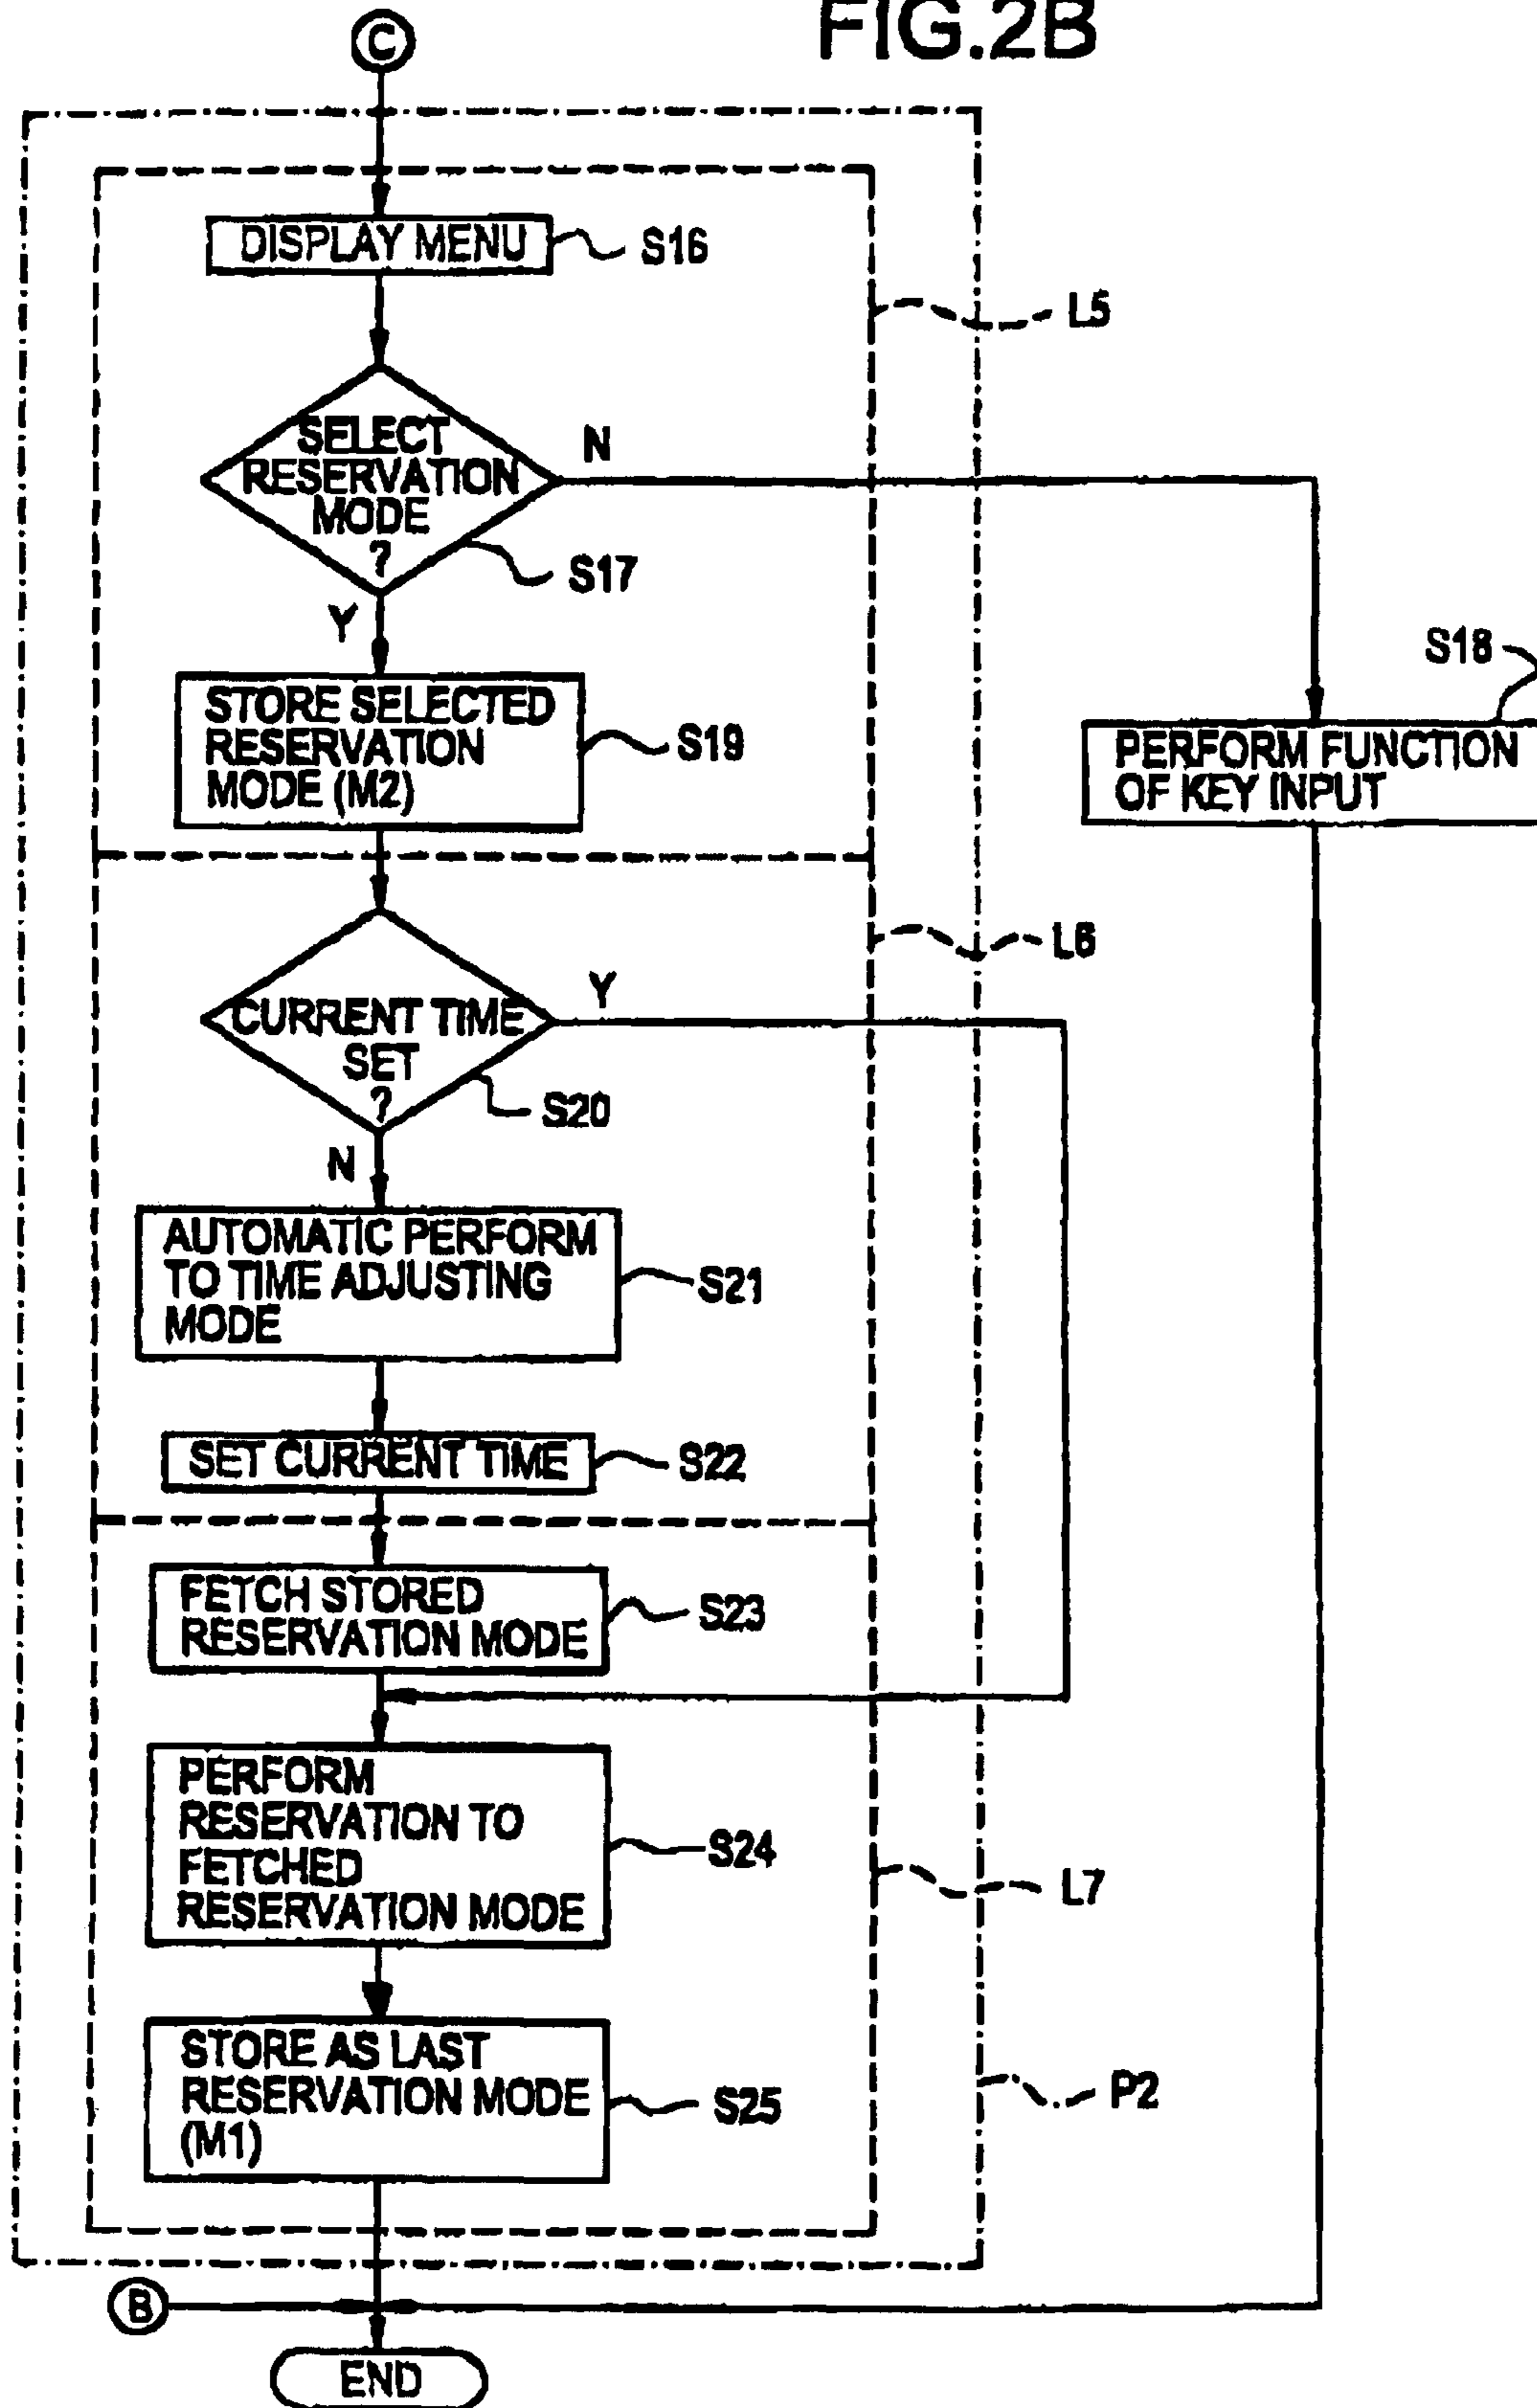 FIG.2B
C
DISPLAY MENU
S16
L5
SELECT
RESERVATION
MODE
?
N
S17
Y
S18
STORE SELECTED
RESERVATION
MODE (M2)
S19
PERFORM FUNCTION
OF KEY INPUT
L6
CURRENT TIME
SET
?
Y
S20
N
AUTOMATIC PERFORM
TO TIME ADJUSTING
MODE
S21
SET CURRENT TIME
S22
FETCH STORED
RESERVATION MODE
S23
PERFORM
RESERVATION TO
FETCHED
RESERVATION MODE
S24
L7
STORE AS LAST
RESERVATION MODE
(M1)
S25
P2
B
END